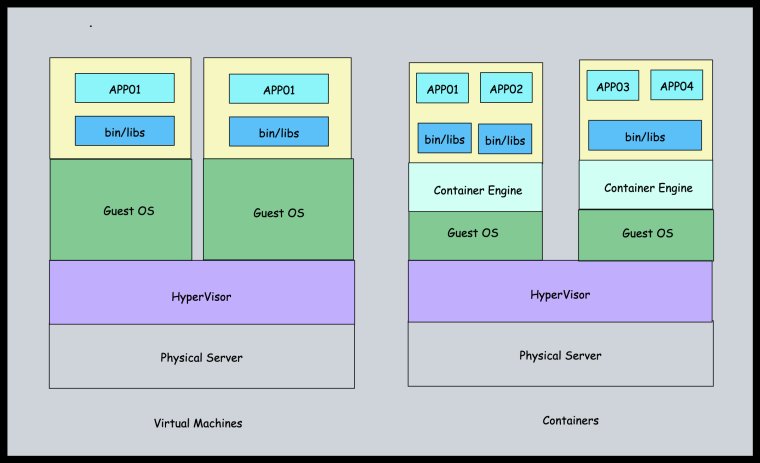 APP01
bin/libs
Guest OS
APP01
bin/libs
Guest OS
HyperVisor
Physical Server
Virtual Machines
APP01 APP02
bin/libs bin/libs
Container Engine
Guest OS
APP03 APP04
bin/libs
Container Engine
Guest OS
HyperVisor
Physical Server
Containers